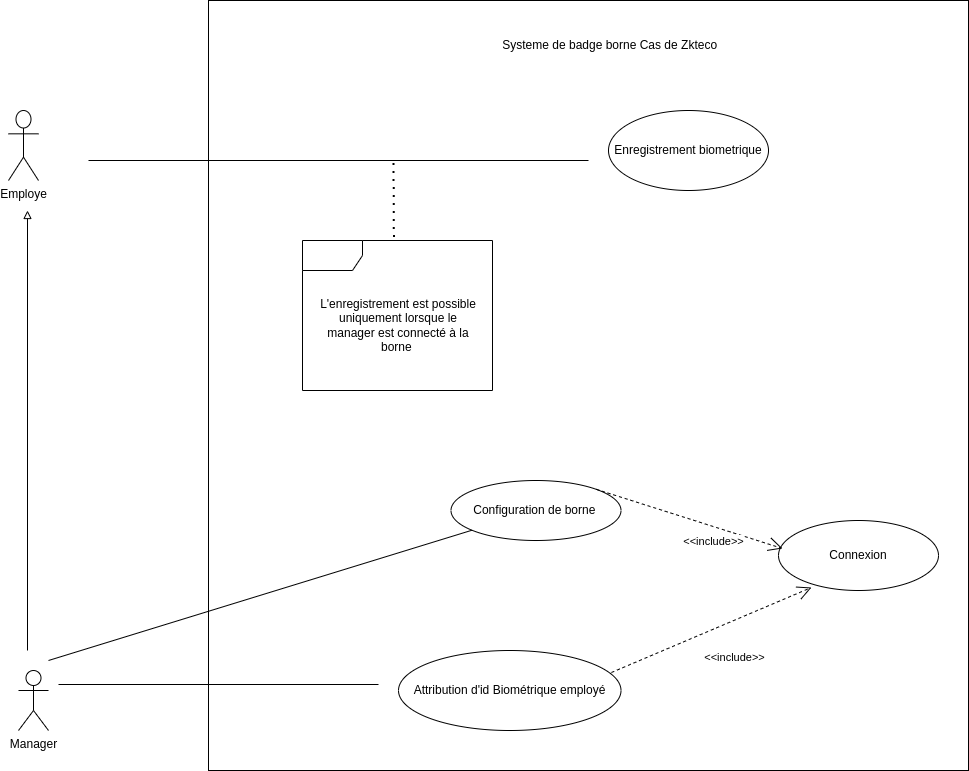 Systeme de badge borne Cas de Zkteco
Enregistrement biometrique
Employe
L'enregistrement est possible
uniquement lorsque le
manager est connecté à la
borne
Configuration de borne
<<include>>
Connexion
<<include>>
Attribution d'id Biométrique employé
Manager